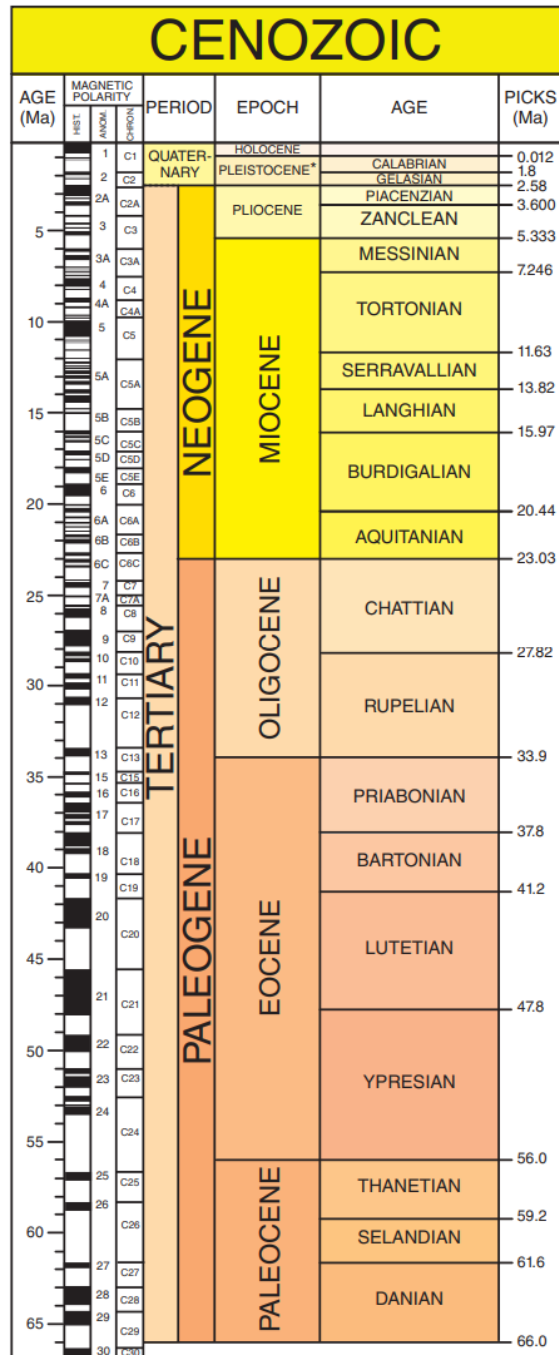 CENOZOIC
AGE
(Ma)
MAGNETIC
POLARITY
HIST.
ANOM.
CHRON.
PERIOD
EPOCH
AGE
PICKS
(Ma)
5
10
15
20
25
30
35
40
45
50
55
60
65
1
2
2A
3
3A
4
4A
5
5A
5B
5C
5D
5E
6
6A
6B
6C
7
7A
8
9
10
11
12
13
15
16
17
18
19
20
21
22
23
24
25
26
27
28
29
30
C1
C2
C2A
C3
C3A
C4
C4A
C5
C5A
C5B
C5C
C5D
C5E
C6
C6A
C6B
C6C
C7
C7A
C8
C9
C10
C11
C12
C13
C15
C16
C17
C18
C19
C20
C21
C22
C23
C24
C25
C26
C27
C28
C29
C30
QUATER-
NARY
TERTIARY
NEOGENE
PALEOGENE
HOLOCENE
PLEISTOCENE*
PLIOCENE
MIOCENE
OLIGOCENE
EOCENE
PALEOCENE
CALABRIAN
GELASIAN
PIACENZIAN
ZANCLEAN
MESSINIAN
TORTONIAN
SERRAVALLIAN
LANGHIAN
BURDIGALIAN
AQUITANIAN
CHATTIAN
RUPELIAN
PRIABONIAN
BARTONIAN
LUTETIAN
YPRESIAN
THANETIAN
SELANDIAN
DANIAN
0.012
1.8
2.58
3.600
5.333
7.246
11.63
13.82
15.97
20.44
23.03
27.82
33.9
37.8
41.2
47.8
56.0
59.2
61.6
66.0